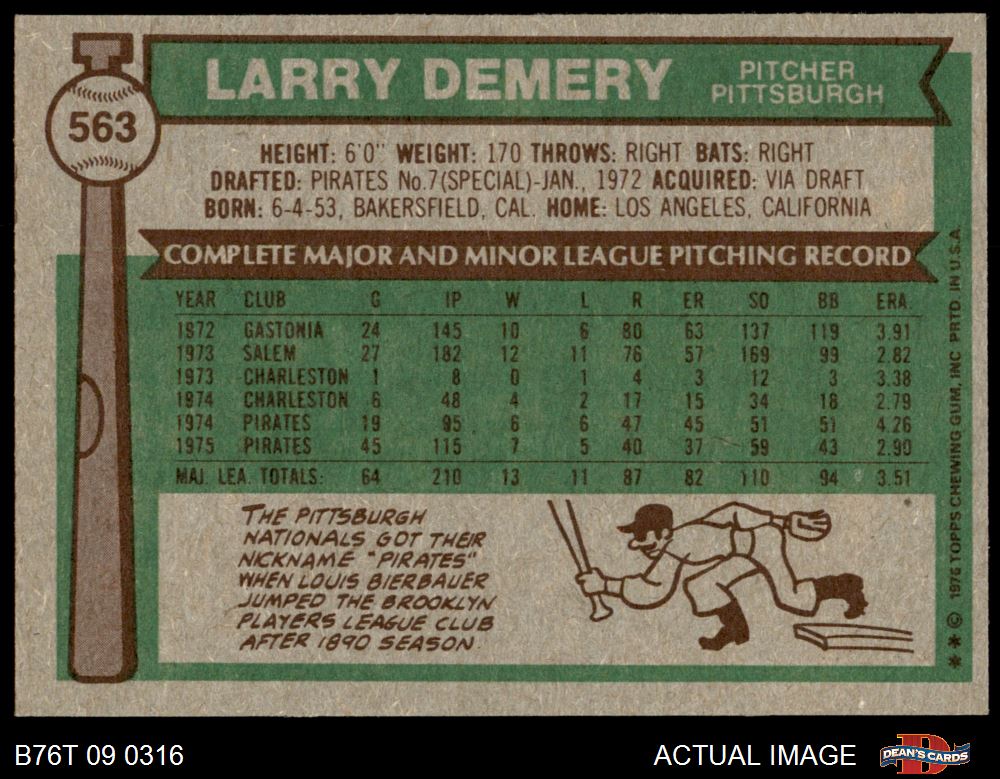 563
LARRY DEMERY
PITCHER
PITTSBURGH
HEIGHT: 6'0" WEIGHT: 170 THROWS: RIGHT BATS: RIGHT
DRAFTED: PIRATES No.7(SPECIAL)-JAN., 1972 ACQUIRED: VIA DRAFT
BORN: 6-4-53, BAKERSFIELD, CAL. HOME: LOS ANGELES, CALIFORNIA
COMPLETE MAJOR AND MINOR LEAGUE PITCHING RECORD
YEAR CLUB G IP W L R ER SO BB ERA
1972 GASTONIA 24 145 10 6 80 63 137 119 3.91
1973 SALEM 27 182 12 11 76 57 169 99 2.82
1973 CHARLESTON 1 8 0 1 4 3 12 3 3.38
1974 CHARLESTON 6 48 4 2 17 15 34 18 2.79
1974 PIRATES 19 95 6 6 47 45 51 51 4.26
1975 PIRATES 45 115 7 5 40 37 59 43 2.90
MAJ. LEA. TOTALS: 64 210 13 11 87 82 110 94 3.51
THE PITTSBURGH
NATIONALS GOT THEIR
NICKNAME "PIRATES"
WHEN LOUIS BIERBAUER
JUMPED THE BROOKLYN
PLAYERS LEAGUE CLUB
AFTER 1890 SEASON.
** © 1976 TOPPS CHEWING GUM, INC. PRTD. IN U.S.A.
B76T 09 0316
ACTUAL IMAGE
DEAN'S CARDS